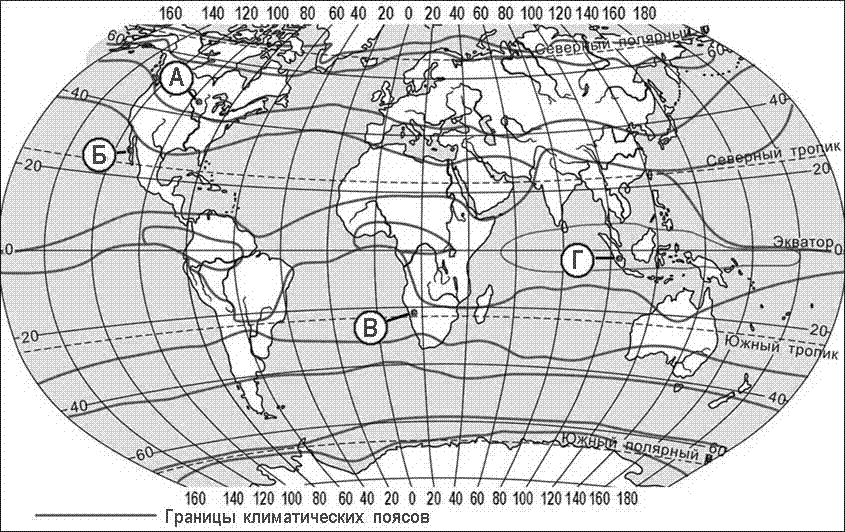 160 140 120 100 80 60 40 20 0 20 40 60 80 100 120 140 160 180
60 Северный полярный 60
А
40 40
Б
Северный тропик
20 20
Экватор
0 0
Г
В
20 20
Южный тропик
40 40
60 Южный полярный 60
160 140 120 100 80 60 40 20 0 20 40 60 80 100 120 140 160 180
Границы климатических поясов